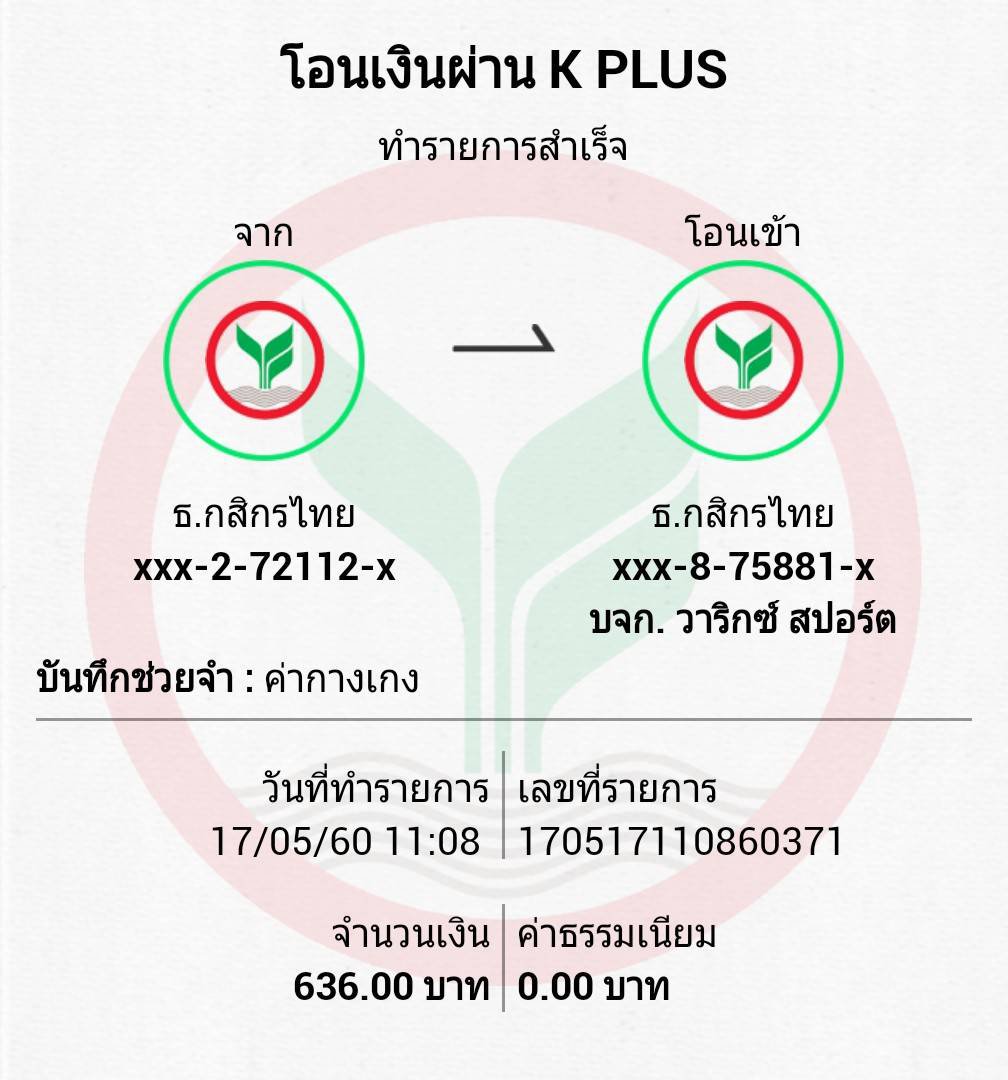 โอนเงินผ่าน K PLUS
ทำรายการสำเร็จ
จาก
โอนเข้า
ธ.กสิกรไทย
xxx-2-72112-x
ธ.กสิกรไทย
xxx-8-75881-x
บจก. วาริกซ์ สปอร์ต
บันทึกช่วยจำ : ค่ากางเกง
วันที่ทำรายการ
17/05/60 11:08
เลขที่รายการ
170517110860371
จำนวนเงิน
636.00 บาท
ค่าธรรมเนียม
0.00 บาท